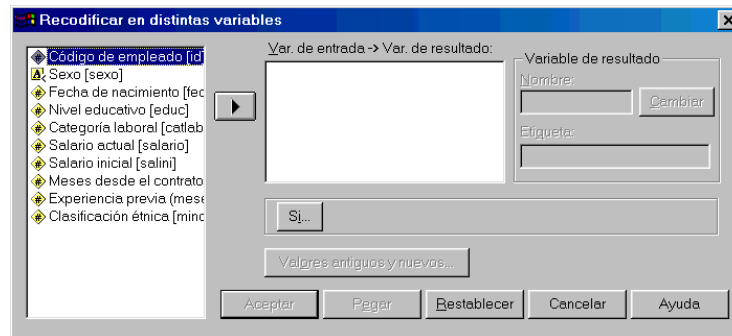 Recodificar en distintas variables
Código de empleado [id]
Sexo [sexo]
Fecha de nacimiento [fec
Nivel educativo [educ]
Categoría laboral [catlab
Salario actual [salario]
Salario inicial [salini]
Meses desde el contrato
Experiencia previa (mese
Clasificación étnica [mino
Var. de entrada -> Var. de resultado:
Variable de resultado
Nombre:
Cambiar
Etiqueta:
Si...
Valores antiguos y nuevos...
Aceptar
Pegar
Restablecer
Cancelar
Ayuda